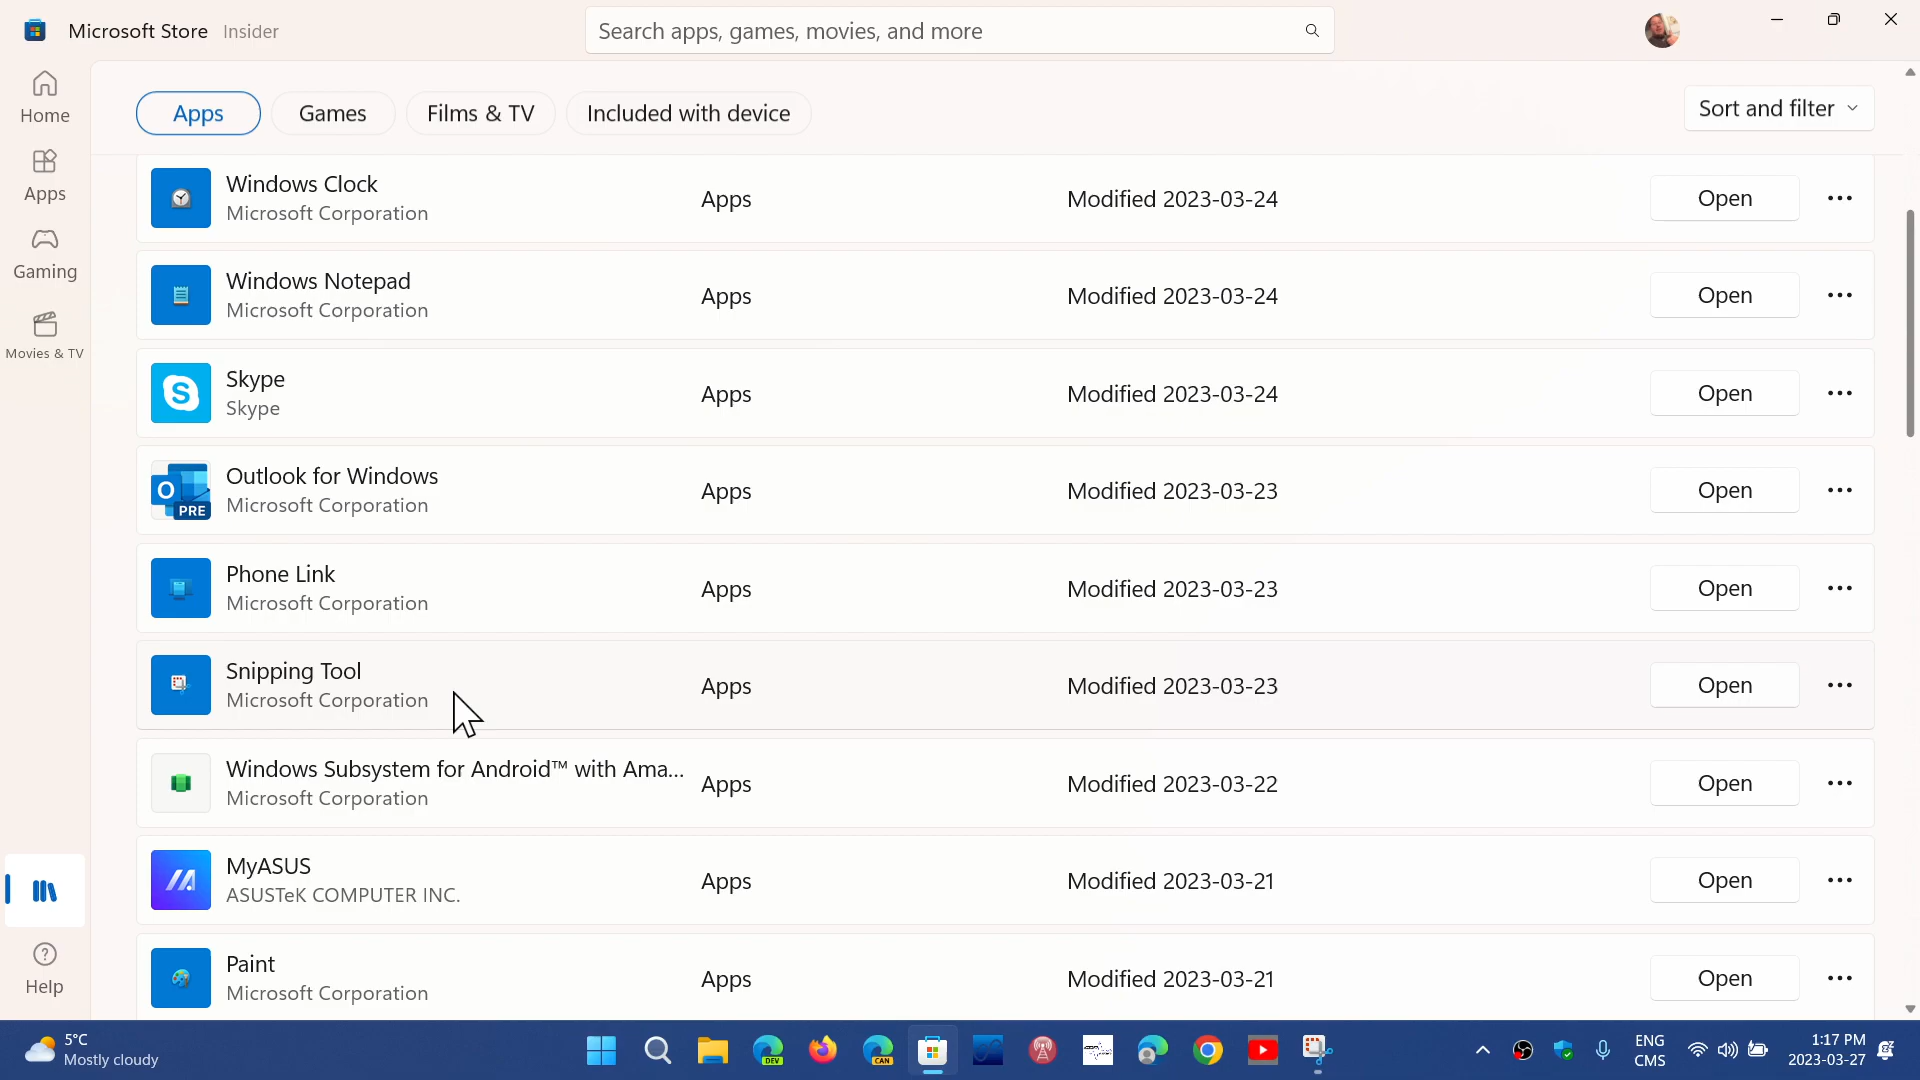 Microsoft Store Insider
Search apps, games, movies, and more
Home
Apps
Gaming
Movies & TV
Help
Apps
Games
Films & TV
Included with device
Sort and filter
Windows Clock
Microsoft Corporation
Apps
Modified 2023-03-24
Open
Windows Notepad
Microsoft Corporation
Apps
Modified 2023-03-24
Open
S
Skype
Skype
Apps
Modified 2023-03-24
Open
O
PRE
Outlook for Windows
Microsoft Corporation
Apps
Modified 2023-03-23
Open
Phone Link
Microsoft Corporation
Apps
Modified 2023-03-23
Open
Snipping Tool
Microsoft Corporation
Apps
Modified 2023-03-23
Open
Windows Subsystem for Android™ with Ama...
Microsoft Corporation
Apps
Modified 2023-03-22
Open
MyASUS
ASUSTeK COMPUTER INC.
Apps
Modified 2023-03-21
Open
Paint
Microsoft Corporation
Apps
Modified 2023-03-21
Open
5°C
Mostly cloudy
DEV
CAN
ENG
CMS
1:17 PM
2023-03-27